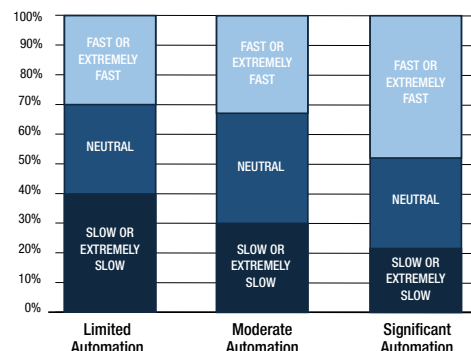 100%
90%
80%
70%
60%
50%
40%
30%
20%
10%
0%
FAST OR
EXTREMELY
FAST
NEUTRAL
SLOW OR
EXTREMELY
SLOW
FAST OR
EXTREMELY
FAST
NEUTRAL
SLOW OR
EXTREMELY
SLOW
FAST OR
EXTREMELY
FAST
NEUTRAL
SLOW OR
EXTREMELY
SLOW
Limited
Automation
Moderate
Automation
Significant
Automation